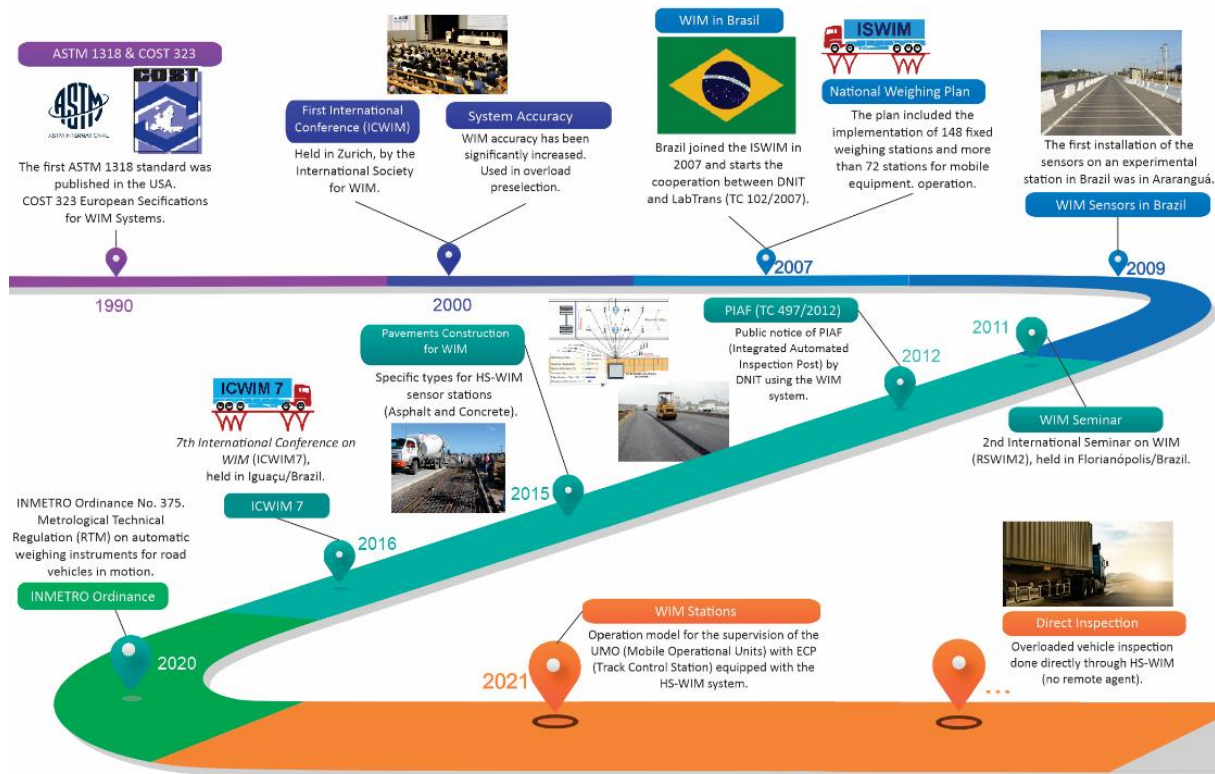 ASTM 1318 & COST 323
ASTM
ASTM INTERNATIONAL
COST
The first ASTM 1318 standard was
published in the USA.
COST 323 European Secifications
for WIM Systems.
1990
First International
Conference (ICWIM)
Held in Zurich, by the
International Society
for WIM.
System Accuracy
WIM accuracy has been
significantly increased.
Used in overload
preselection.
2000
WIM in Brasil
Brazil joined the ISWIM in
2007 and starts the
cooperation between DNIT
and LabTrans (TC 102/2007).
ISWIM
National Weighing Plan
The plan included the
implementation of 148 fixed
weighing stations and more
than 72 stations for mobile
equipment. operation.
2007
The first installation of the
sensors on an experimental
station in Brazil was in Araranguá.
WIM Sensors in Brazil
2009
2011
WIM Seminar
2nd International Seminar on WIM
(RSWIM2), held in Florianópolis/Brazil.
PIAF (TC 497/2012)
Public notice of PIAF
(Integrated Automated
Inspection Post) by
DNIT using the WIM
system.
2012
Pavements Construction
for WIM
Specific types for HS-WIM
sensor stations
(Asphalt and Concrete).
2015
ICWIM 7
7th International Conference on
WIM (ICWIM7),
held in Iguaçu/Brazil.
ICWIM 7
2016
INMETRO Ordinance No. 375.
Metrological Technical
Regulation (RTM) on automatic
weighing instruments for road
vehicles in motion.
INMETRO Ordinance
2020
WIM Stations
Operation model for the supervision of the
UMO (Mobile Operational Units) with ECP
(Track Control Station) equipped with the
HS-WIM system.
2021
Direct Inspection
Overloaded vehicle inspection
done directly through HS-WIM
(no remote agent).
...